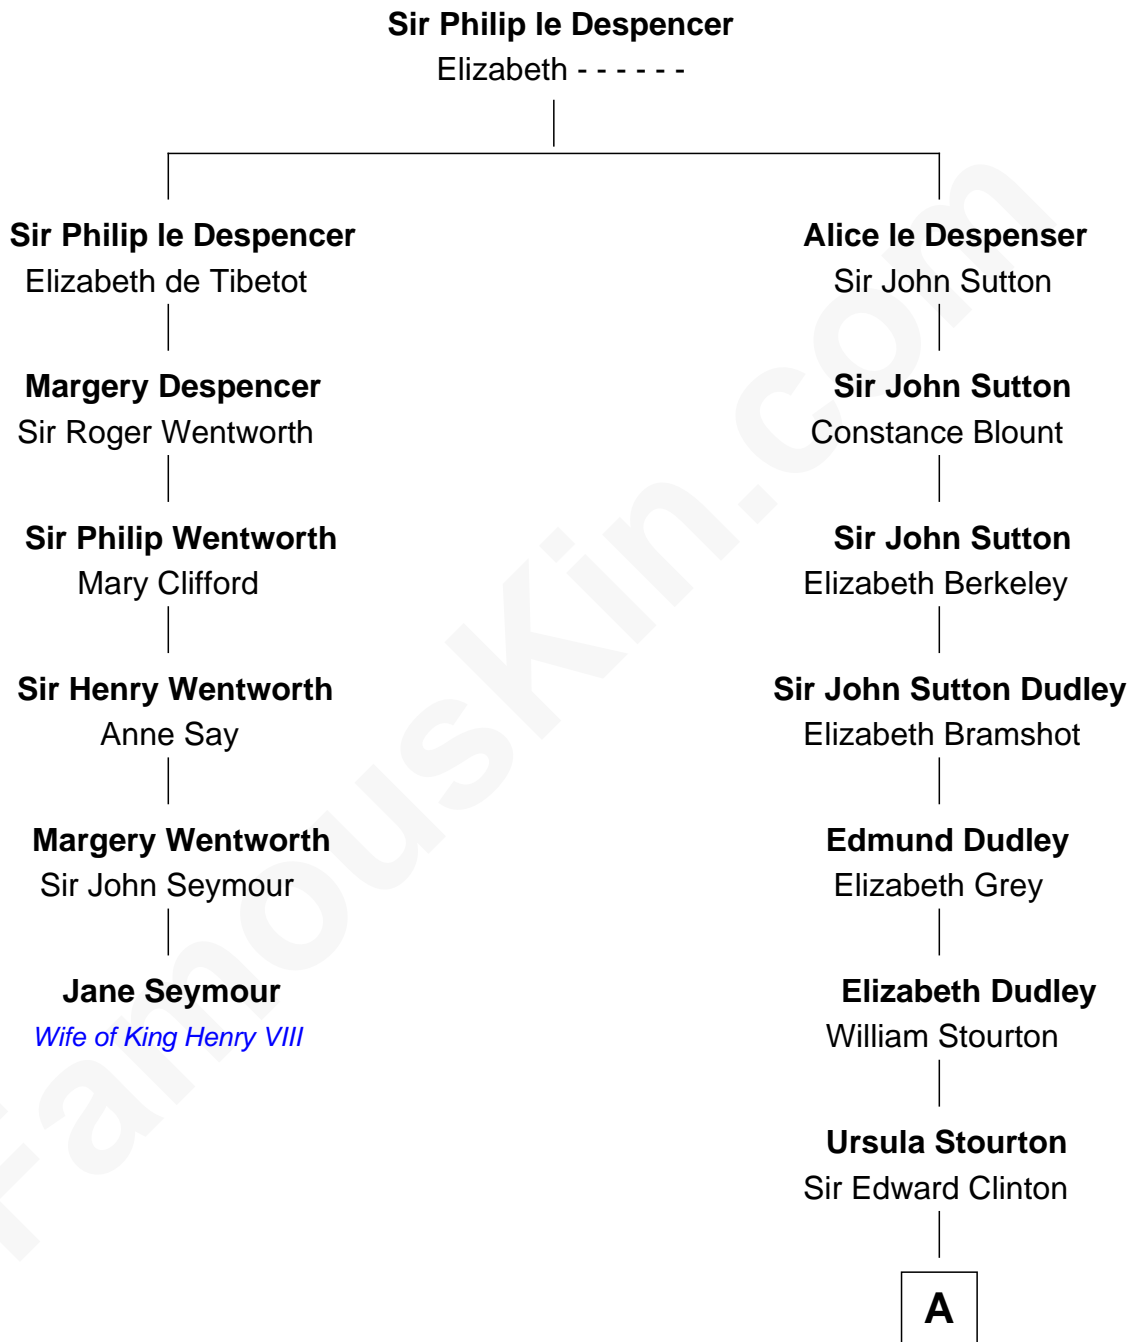 Sir Philip le Despencer
Elizabeth - - - - - -
Sir Philip le Despencer
Elizabeth de Tibetot
Alice le Despenser
Sir John Sutton
Margery Despencer
Sir Roger Wentworth
Sir John Sutton
Constance Blount
Sir Philip Wentworth
Mary Clifford
Sir John Sutton
Elizabeth Berkeley
Sir Henry Wentworth
Anne Say
Sir John Sutton Dudley
Elizabeth Bramshot
Margery Wentworth
Sir John Seymour
Edmund Dudley
Elizabeth Grey
Jane Seymour
Wife of King Henry VIII
Elizabeth Dudley
William Stourton
Ursula Stourton
Sir Edward Clinton
A
FamousKin.com